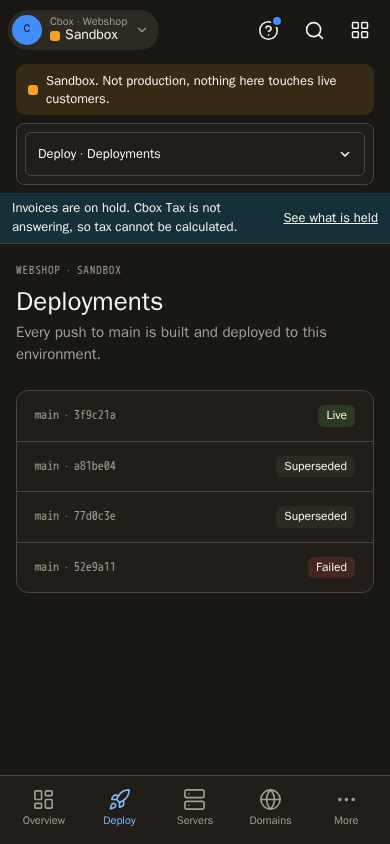 C
Cbox · Webshop
Sandbox
Sandbox. Not production, nothing here touches live
customers.
Deploy · Deployments
Invoices are on hold. Cbox Tax is not
answering, so tax cannot be calculated.
See what is held
WEBSHOP · SANDBOX
Deployments
Every push to main is built and deployed to this
environment.
main · 3f9c21a
Live
main · a81be04
Superseded
main · 77d0c3e
Superseded
main · 52e9a11
Failed
Overview
Deploy
Servers
Domains
More